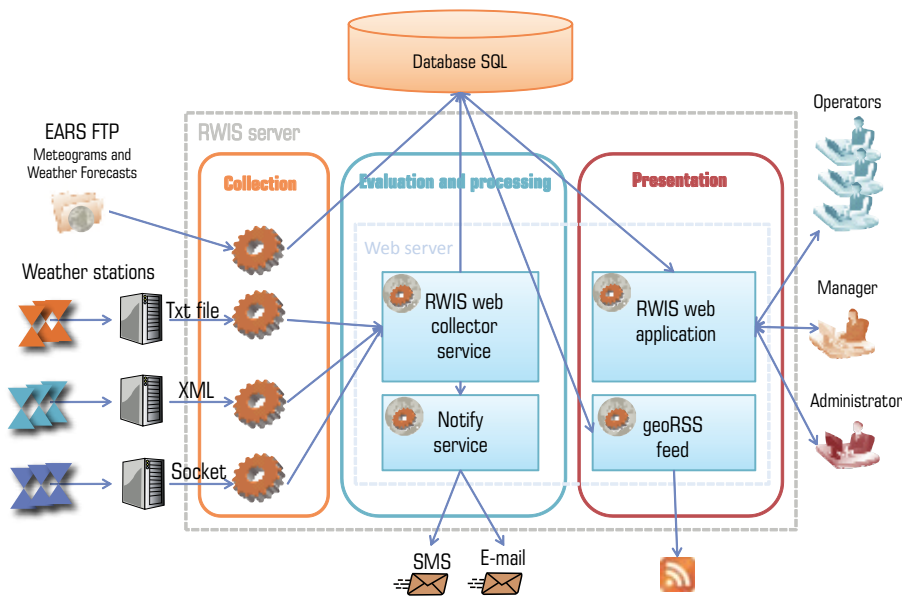 Database SQL
RWIS server
EARS FTP
Meteograms and
Weather Forecasts
Collection
Evaluation and processing
Presentation
Operators
Web server
Weather stations
Txt file
RWIS web
collector
service
RWIS web
application
Manager
XML
Notify
service
geoRSS
feed
Administrator
Socket
SMS
E-mail